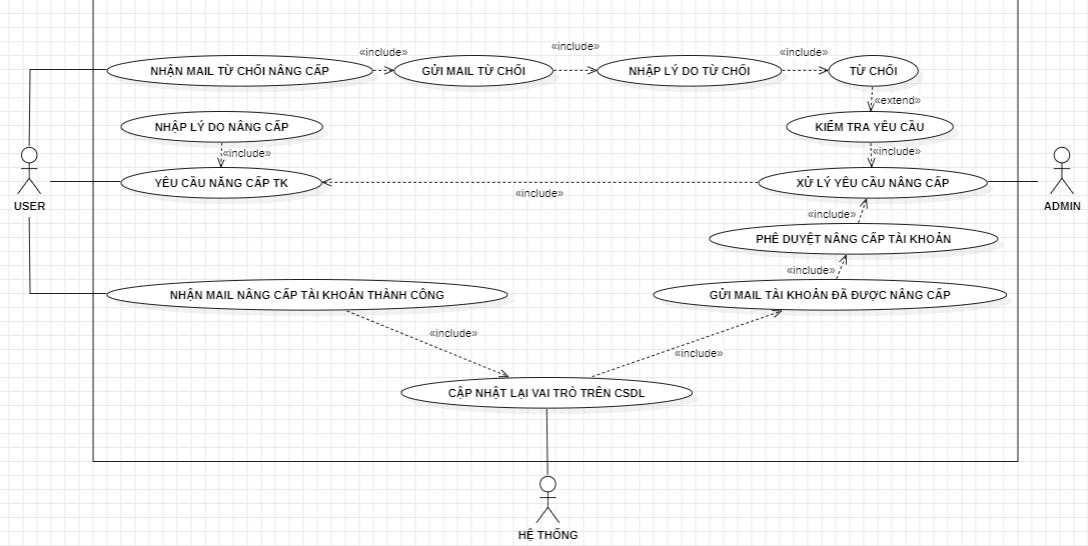 «include»
«include»
«include»
NHẬN MAIL TỪ CHỐI NÂNG CẤP
GỬI MAIL TỪ CHỐI
NHẬP LÝ DO TỪ CHỐI
TỪ CHỐI
«extend»
NHẬP LÝ DO NÂNG CẤP
KIỂM TRA YÊU CẦU
«include»
«include»
YÊU CẦU NÂNG CẤP TK
XỬ LÝ YÊU CẦU NÂNG CẤP
«include»
USER
ADMIN
«include»
PHÊ DUYỆT NÂNG CẤP TÀI KHOẢN
«include»
NHẬN MAIL NÂNG CẤP TÀI KHOẢN THÀNH CÔNG
GỬI MAIL TÀI KHOẢN ĐÃ ĐƯỢC NÂNG CẤP
«include»
«include»
CẬP NHẬT LẠI VAI TRÒ TRÊN CSDL
HỆ THỐNG